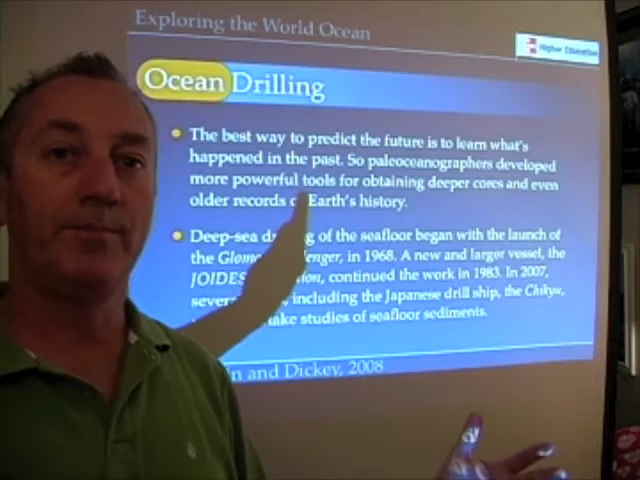 Exploring the World Ocean
Higher Education
Ocean Drilling
The best way to predict the future is to learn what's
happened in the past. So paleoceanographers developed
more powerful tools for obtaining deeper cores and even
older records Earth's history.
Deep-sea of the seafloor began with the launch of
the in 1968. A new and larger vessel, the
JOIDES continued the work in 1983. In 2007,
including the Japanese drill ship, the Chikyu,
studies of seafloor sediments.
and Dickey, 2008